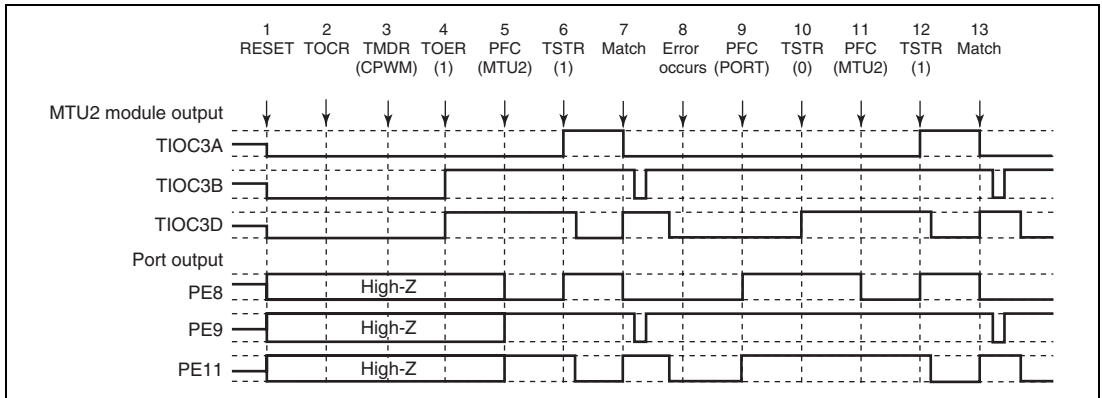 1 2 3 4 5 6 7 8 9 10 11 12 13
RESET TOCR TMDR TOER PFC TSTR Match Error PFC TSTR PFC TSTR Match
(CPWM) (1) (MTU2) (1) occurs (PORT) (0) (MTU2) (1)
MTU2 module output
TIOC3A
TIOC3B
TIOC3D
Port output
PE8 High-Z
PE9 High-Z
PE11 High-Z